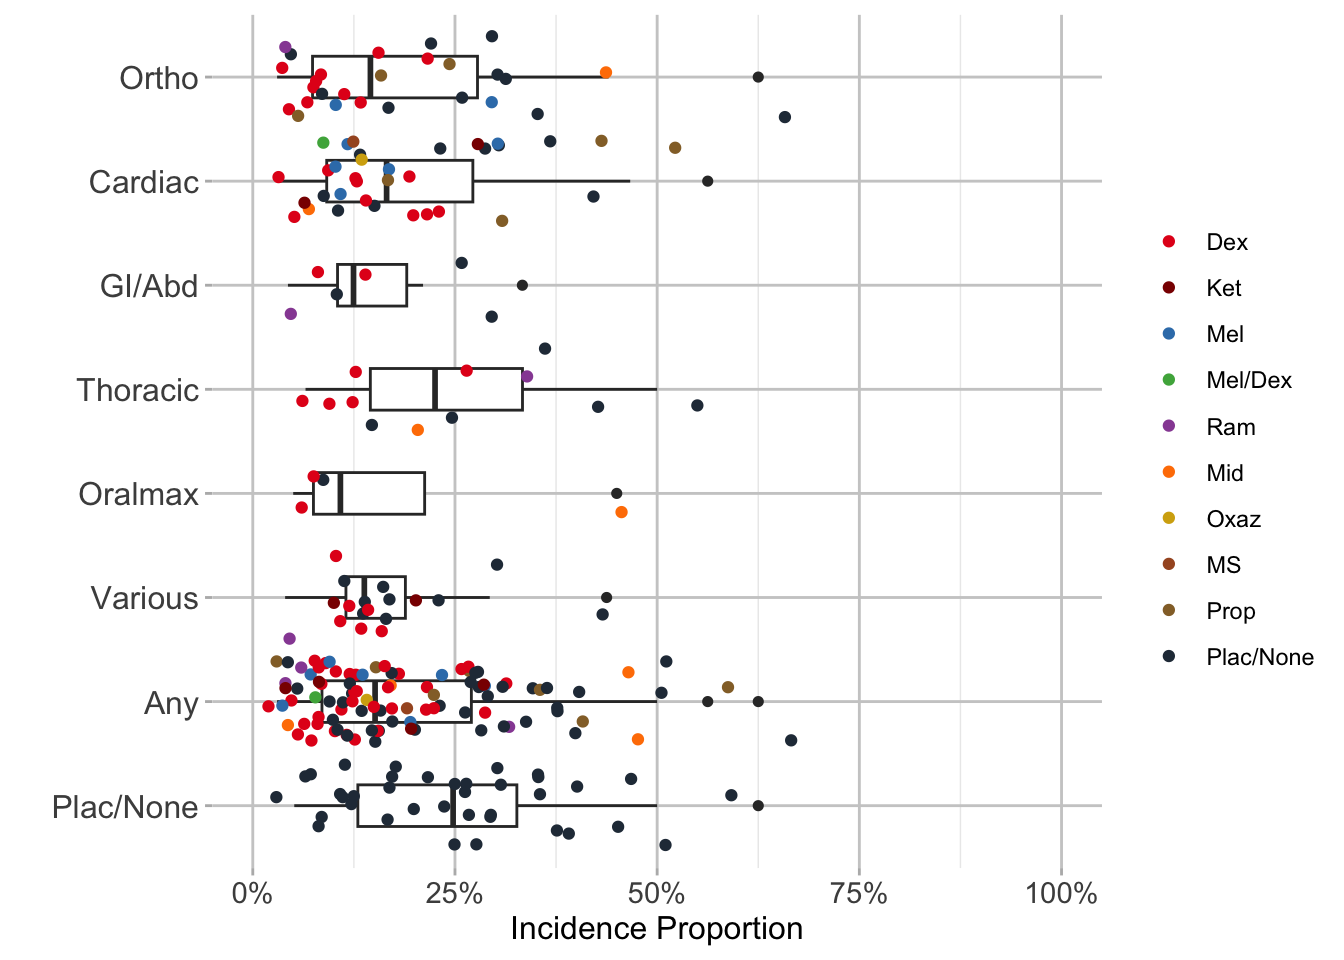 Ortho
Cardiac
GI/Abd
Thoracic
Oralmax
Various
Any
Plac/None
0% 25% 50% 75% 100%
Incidence Proportion
Dex
Ket
Mel
Mel/Dex
Ram
Mid
Oxaz
MS
Prop
Plac/None